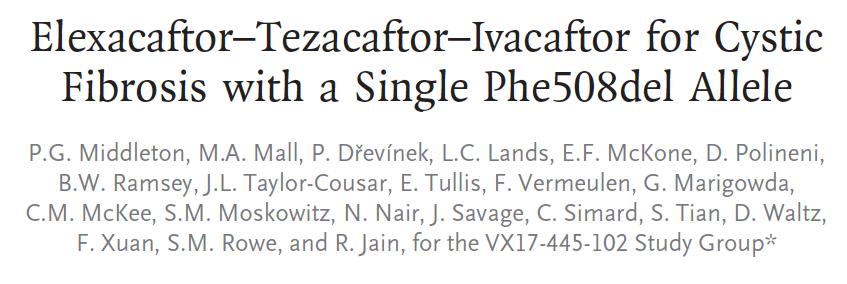 Elexacaftor–Tezacaftor–Ivacaftor for Cystic
Fibrosis with a Single Phe508del Allele
P.G. Middleton, M.A. Mall, P. Dřevínek, L.C. Lands, E.F. McKone, D. Polineni,
B.W. Ramsey, J.L. Taylor-Cousar, E. Tullis, F. Vermeulen, G. Marigowda,
C.M. McKee, S.M. Moskowitz, N. Nair, J. Savage, C. Simard, S. Tian, D. Waltz,
F. Xuan, S.M. Rowe, and R. Jain, for the VX17-445-102 Study Group*